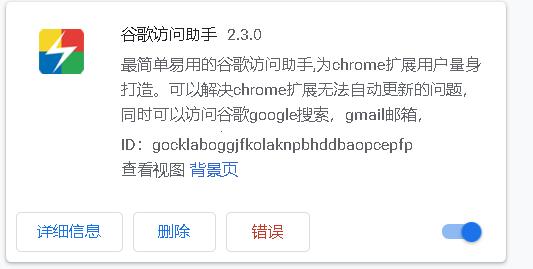 谷歌访问助手 2.3.0
最简单易用的谷歌访问助手,为chrome扩展用户量身
打造。可以解决chrome扩展无法自动更新的问题，
同时可以访问谷歌google搜索，gmail邮箱，
ID：gocklaboggjfkolaknpbhddbaopcepfp
查看视图 背景页
详细信息 删除 错误